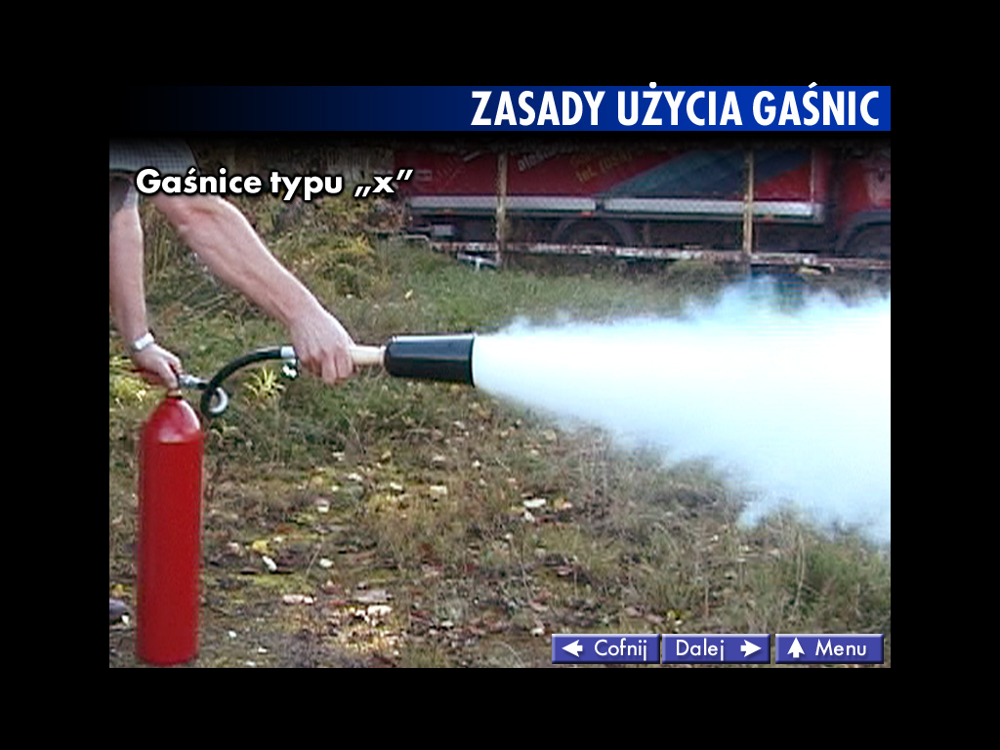 ZASADY UŻYCIA GAŚNIC
Gaśnice typu „x”
Cofnij
Dalej
Menu